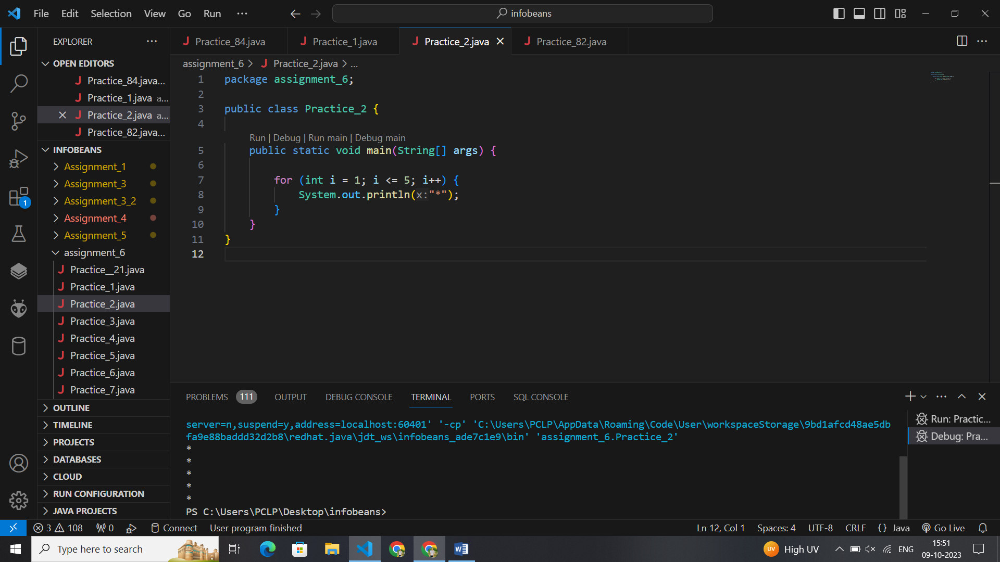 File Edit Selection View Go Run ··· infobeans
EXPLORER ···
Practice_84.java Practice_1.java Practice_2.java Practice_82.java
OPEN EDITORS
Practice_84.java...
Practice_1.java a...
Practice_2.java a...
Practice_82.java...
INFOBEANS
Assignment_1
Assignment_3
Assignment_3_2
Assignment_4
Assignment_5
assignment_6
Practice__21.java
Practice_1.java
Practice_2.java
Practice_3.java
Practice_4.java
Practice_5.java
Practice_6.java
Practice_7.java
OUTLINE
TIMELINE
PROJECTS
DATABASES
CLOUD
RUN CONFIGURATION
JAVA PROJECTS
1
assignment_6 > Practice_2.java > ...
1 package assignment_6;
2
3 public class Practice_2 {
4
Run | Debug | Run main | Debug main
5 public static void main(String[] args) {
6
7 for (int i = 1; i <= 5; i++) {
8 System.out.println(x:"*");
9 }
10 }
11 }
12
PROBLEMS 111 OUTPUT DEBUG CONSOLE TERMINAL PORTS SQL CONSOLE
server=n,suspend=y,address=localhost:60401' '-cp' 'C:\Users\PCLP\AppData\Roaming\Code\User\workspaceStorage\9bd1afcd48ae5db
fa9e88baddd32d2b8\redhat.java\jdt_ws\infobeans_ade7c1e9\bin' 'assignment_6.Practice_2'
*
*
*
*
*
PS C:\Users\PCLP\Desktop\infobeans>
Run: Practic...
Debug: Pra...
3 108 0 Connect User program finished Ln 12, Col 1 Spaces: 4 UTF-8 CRLF {} Java Go Live
Type here to search UV High UV ENG 15:51
09-10-2023